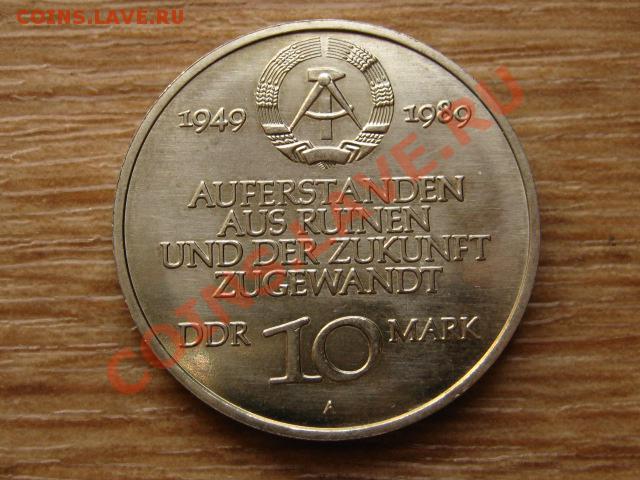 COINS.LAVE.RU
1949 1989
AUFERSTANDEN
AUS RUINEN
UND DER ZUKUNFT
ZUGEWANDT
DDR 10 MARK
A
COINS.LAVE.RU